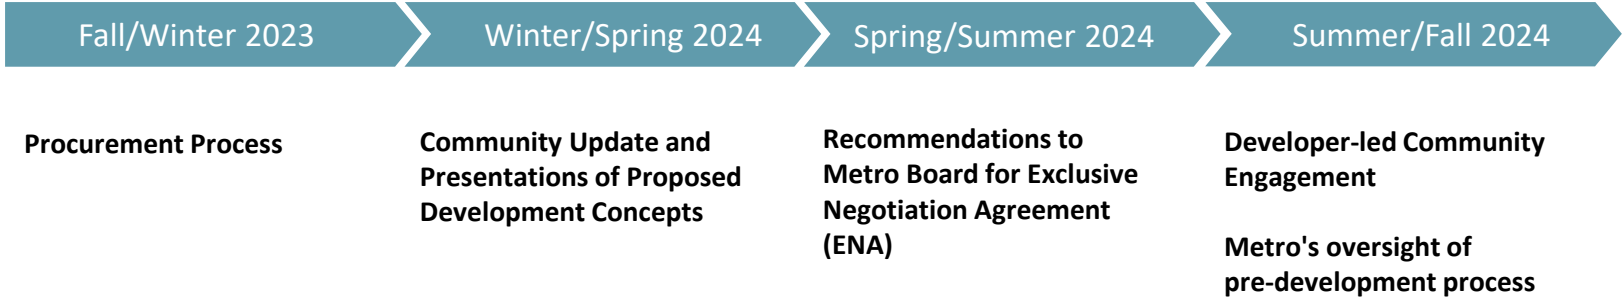 Fall/Winter 2023
Winter/Spring 2024
Spring/Summer 2024
Summer/Fall 2024
Procurement Process
Community Update and
Presentations of Proposed
Development Concepts
Recommendations to
Metro Board for Exclusive
Negotiation Agreement
(ENA)
Developer-led Community
Engagement
Metro's oversight of
pre-development process